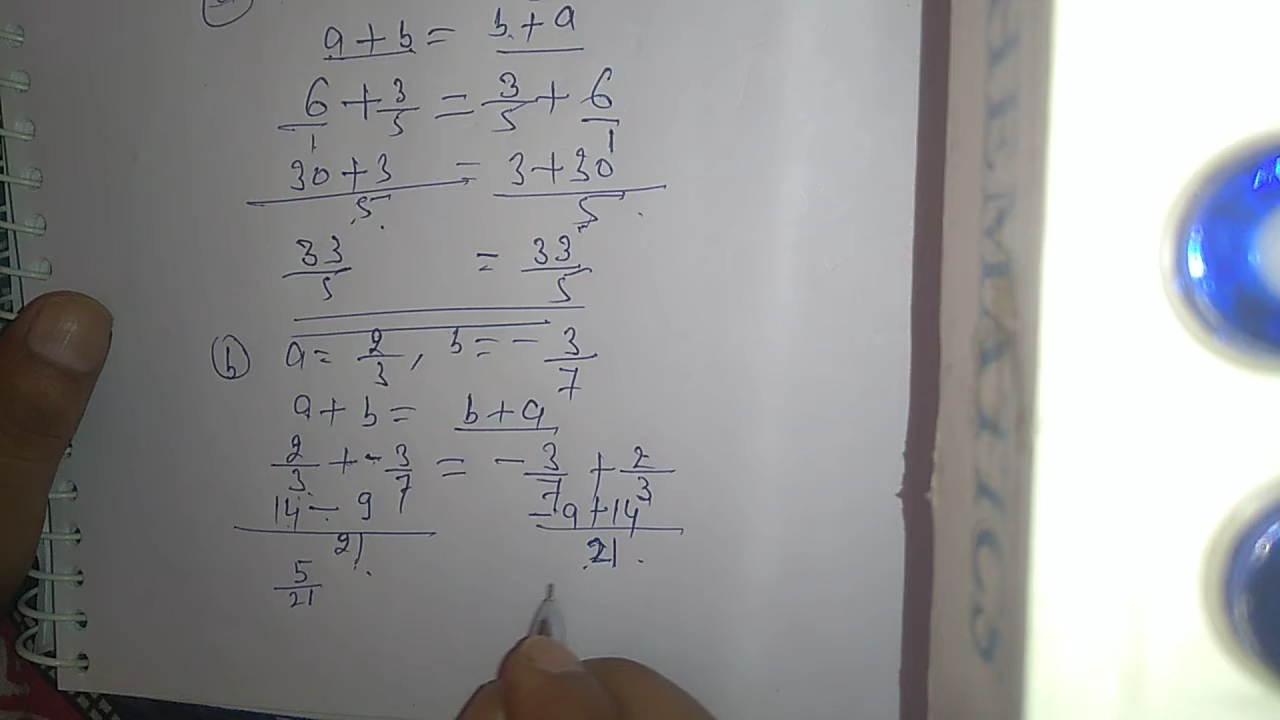 a + b = b + a
6/1 + 3/5 = 3/5 + 6/1
30 + 3/5 = 3 + 30/5
33/5 = 33/5
(b) a = 2/3, b = - 3/7
a + b = b + a
2/3 + - 3/7 = - 3/7 + 2/3
14 - 9/21 - 9 + 14/21
5/21
EMATICS